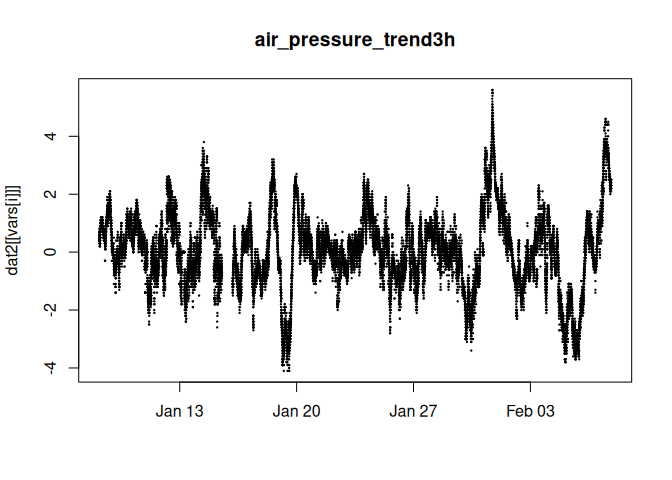 air_pressure_trend3h
dat2[[vars[i]]]
4
2
0
-2
-4
Jan 13
Jan 20
Jan 27
Feb 03